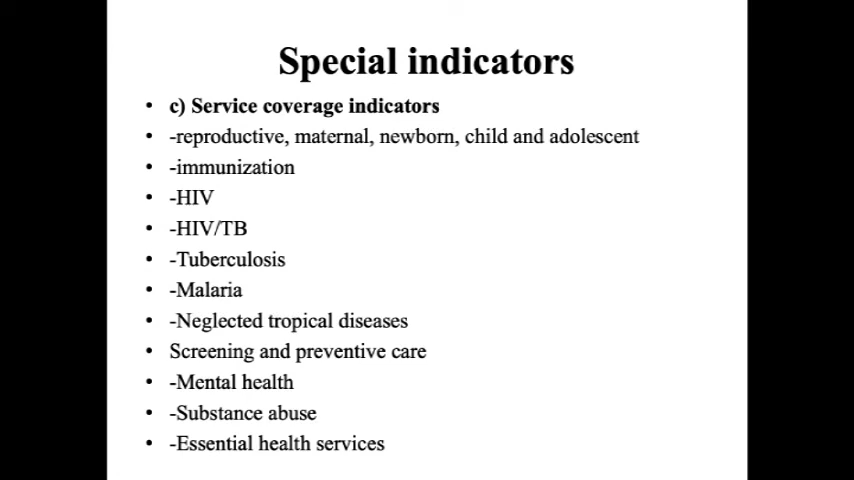 Special indicators
• c) Service coverage indicators
• -reproductive, maternal, newborn, child and adolescent
• -immunization
• -HIV
• -HIV/TB
• -Tuberculosis
• -Malaria
• -Neglected tropical diseases
• Screening and preventive care
• -Mental health
• -Substance abuse
• -Essential health services